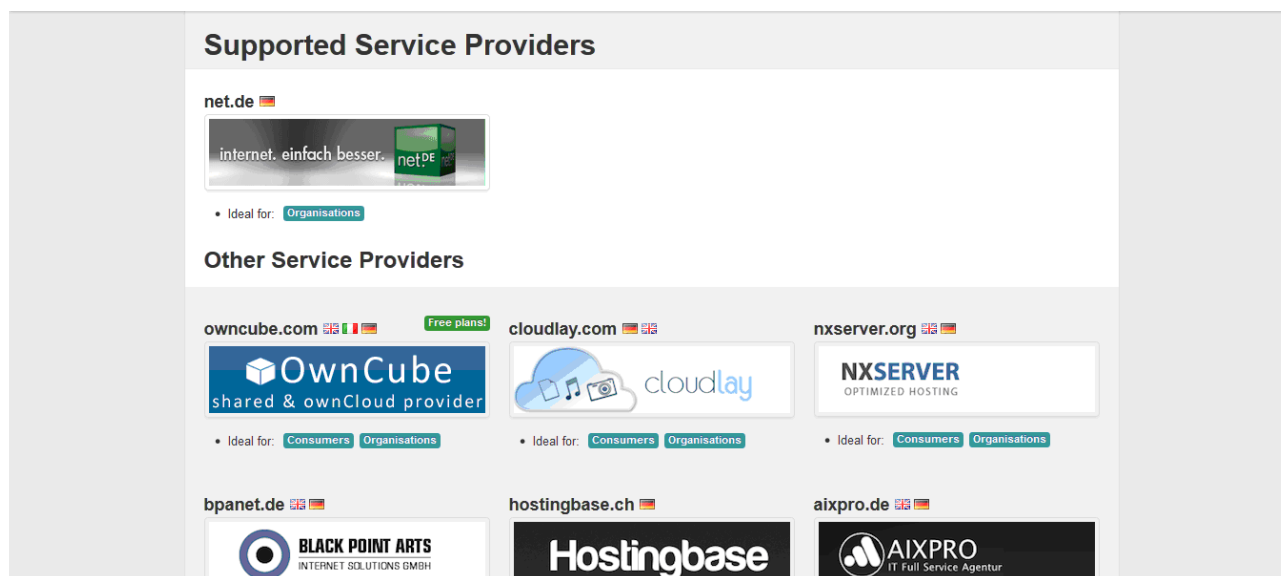 Supported Service Providers
net.de
internet. einfach besser. net.DE
Ideal for: Organisations
Other Service Providers
owncube.com Free plans!
OwnCube
shared & ownCloud provider
Ideal for: Consumers Organisations
cloudlay.com
cloudlay
Ideal for: Consumers Organisations
nxserver.org
NXSERVER
OPTIMIZED HOSTING
Ideal for: Consumers Organisations
bpanet.de
BLACK POINT ARTS
INTERNET SOLUTIONS GMBH
hostingbase.ch
Hostingbase
aixpro.de
AIXPRO
IT Full Service Agentur